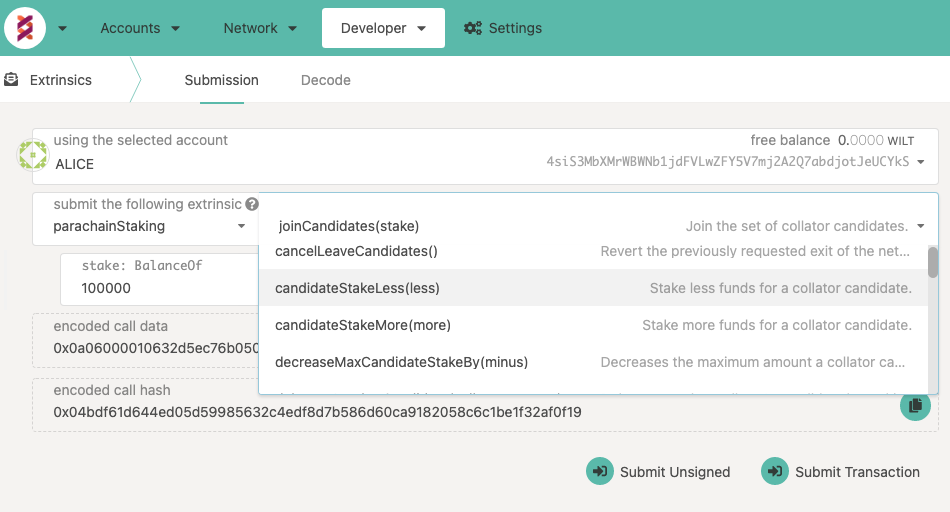 Accounts Network Developer Settings
Extrinsics Submission Decode
using the selected account free balance 0.0000 WILT
ALICE 4siS3MbXMrWBWNb1jdFVLwZFY5V7mj2A2Q7abdjotJeUCYkS
submit the following extrinsic
parachainStaking joinCandidates(stake) Join the set of collator candidates.
cancelLeaveCandidates() Revert the previously requested exit of the net...
stake: BalanceOf
100000 candidateStakeLess(less) Stake less funds for a collator candidate.
candidateStakeMore(more) Stake more funds for a collator candidate.
encoded call data
0x0a06000010632d5ec76b050
decreaseMaxCandidateStakeBy(minus) Decreases the maximum amount a collator ca...
encoded call hash
0x04bdf61d644ed05d59985632c4edf8d7b586d60ca9182058c6c1be1f32af0f19
Submit Unsigned Submit Transaction